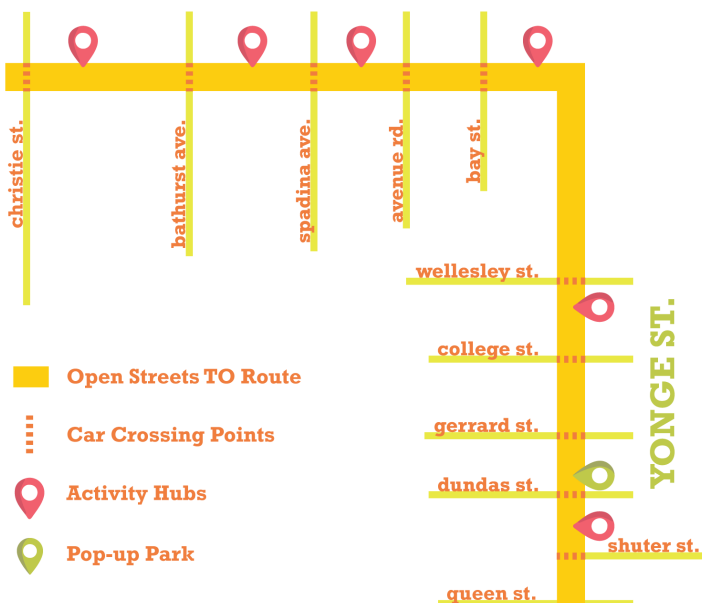 christie st.
bathurst ave.
spadina ave.
avenue rd.
bay st.
wellesley st.
college st.
gerrard st.
dundas st.
shuter st.
queen st.
YONGE ST.
Open Streets TO Route
Car Crossing Points
Activity Hubs
Pop-up Park